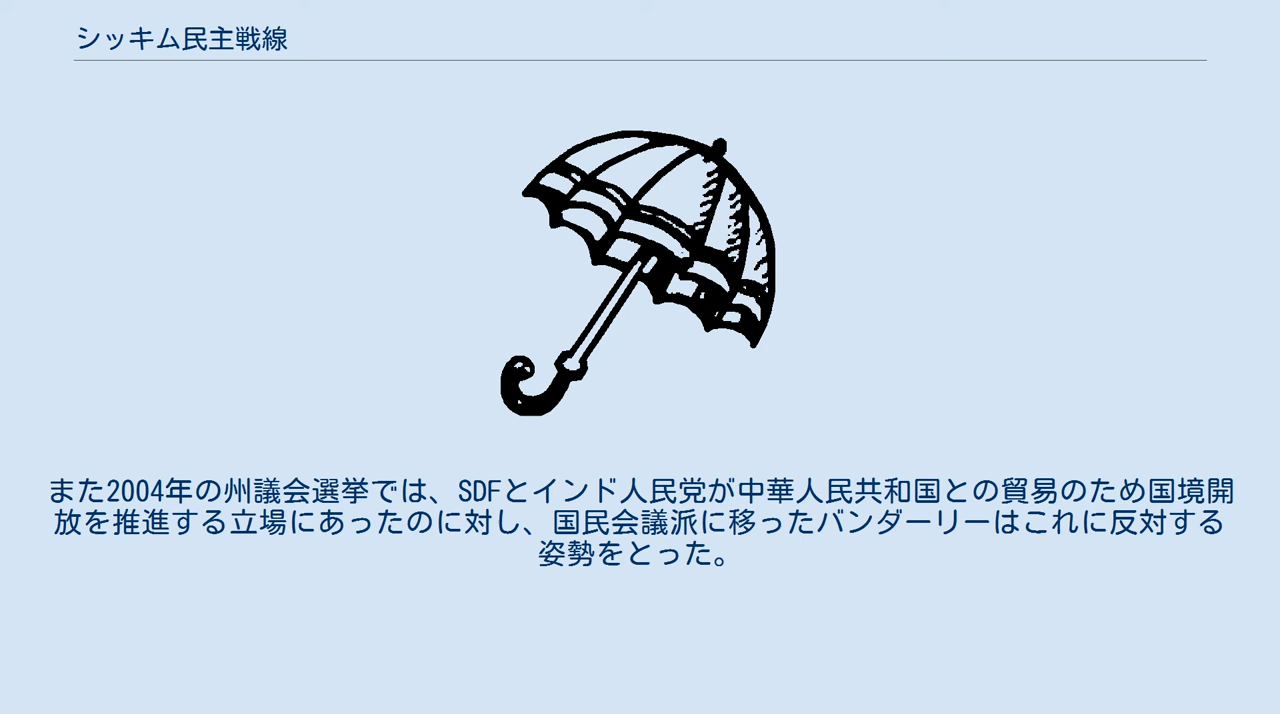 シッキム民主戦線
また2004年の州議会選挙では、SDFとインド人民党が中華人民共和国との貿易のため国境開
放を推進する立場にあったのに対し、国民会議派に移ったバンダーリーはこれに反対する
姿勢をとった。